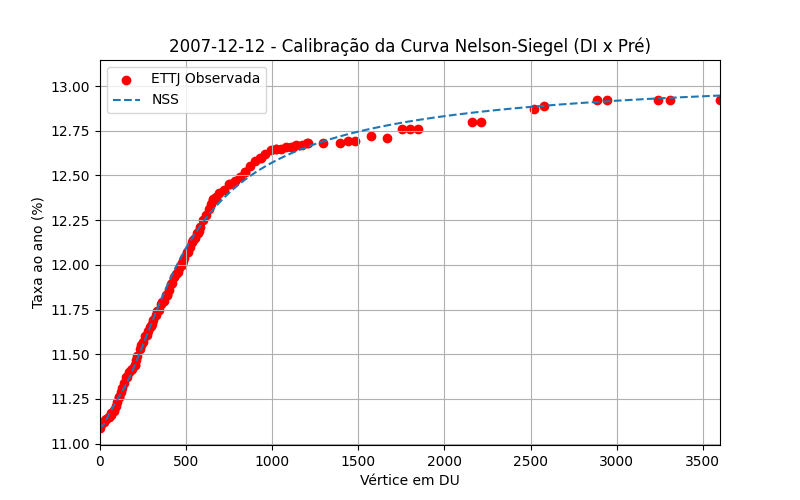 2007-12-12 - Calibração da Curva Nelson-Siegel (DI x Pré)
ETTJ Observada
NSS
13.00
12.75
12.50
12.25
12.00
11.75
11.50
11.25
11.00
Taxa ao ano (%)
0 500 1000 1500 2000 2500 3000 3500
Vértice em DU